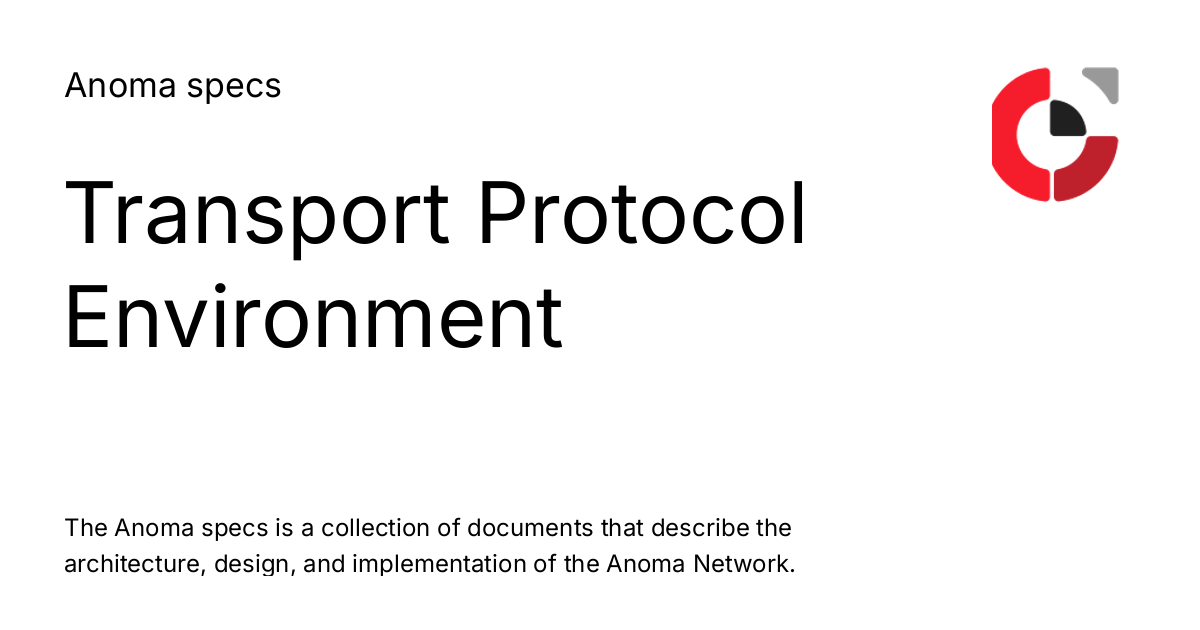 Anoma specs
Transport Protocol
Environment
The Anoma specs is a collection of documents that describe the
architecture, design, and implementation of the Anoma Network.